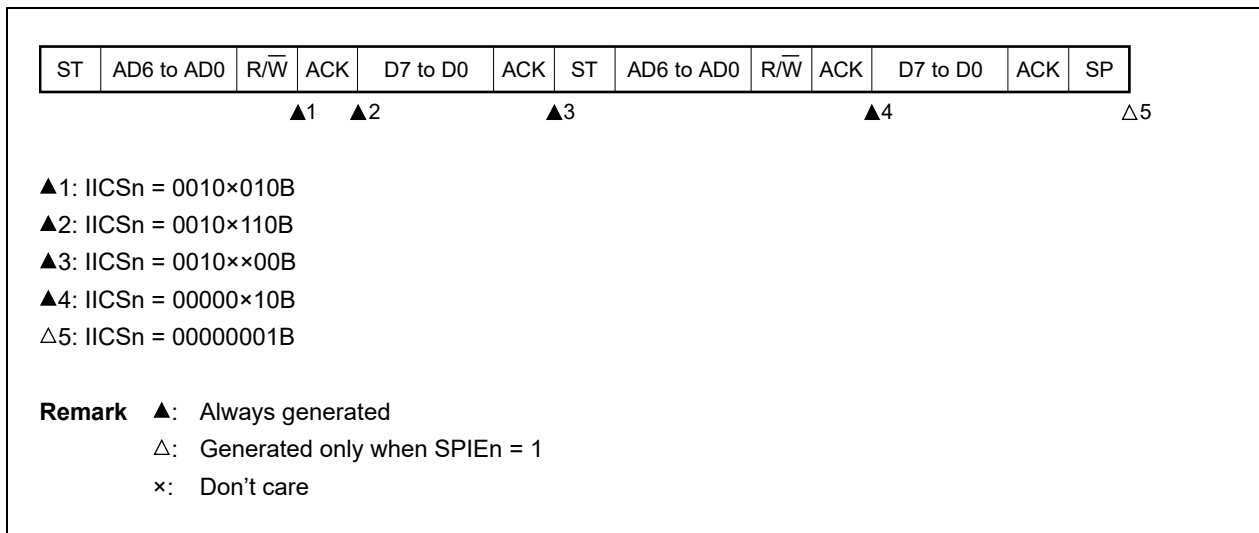 ST AD6 to AD0 R/W̅ ACK D7 to D0 ACK ST AD6 to AD0 R/W̅ ACK D7 to D0 ACK SP
▲1 ▲2 ▲3 ▲4 △5
▲1: IICSn = 0010×010B
▲2: IICSn = 0010×110B
▲3: IICSn = 0010××00B
▲4: IICSn = 00000×10B
△5: IICSn = 00000001B
Remark ▲: Always generated
△: Generated only when SPIEn = 1
×: Don't care